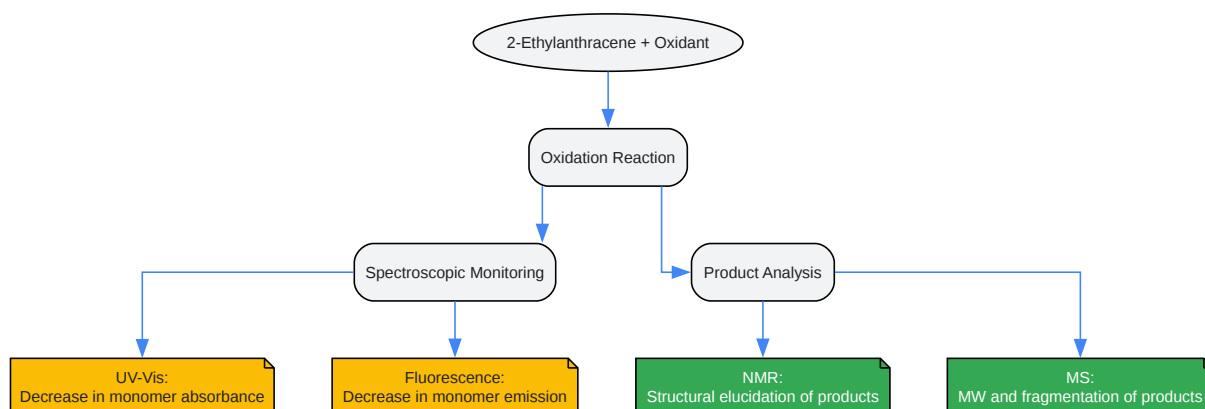 2-Ethylanthracene + Oxidant
Oxidation Reaction
Spectroscopic Monitoring
Product Analysis
UV-Vis:
Decrease in monomer absorbance
Fluorescence:
Decrease in monomer emission
NMR:
Structural elucidation of products
MS:
MW and fragmentation of products